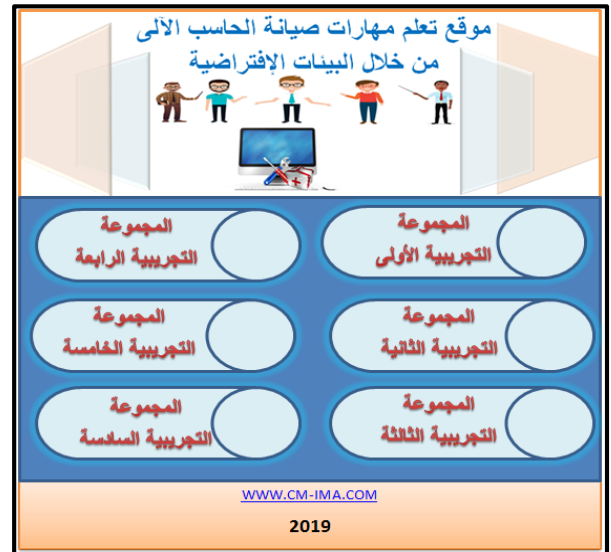 موقع تعلم مهارات صيانة الحاسب الآلى
من خلال البيئات الإفتراضية
المجموعة
التجريبية الأولى
المجموعة
التجريبية الرابعة
المجموعة
التجريبية الثانية
المجموعة
التجريبية الخامسة
المجموعة
التجريبية الثالثة
المجموعة
التجريبية السادسة
WWW.CM-IMA.COM
2019